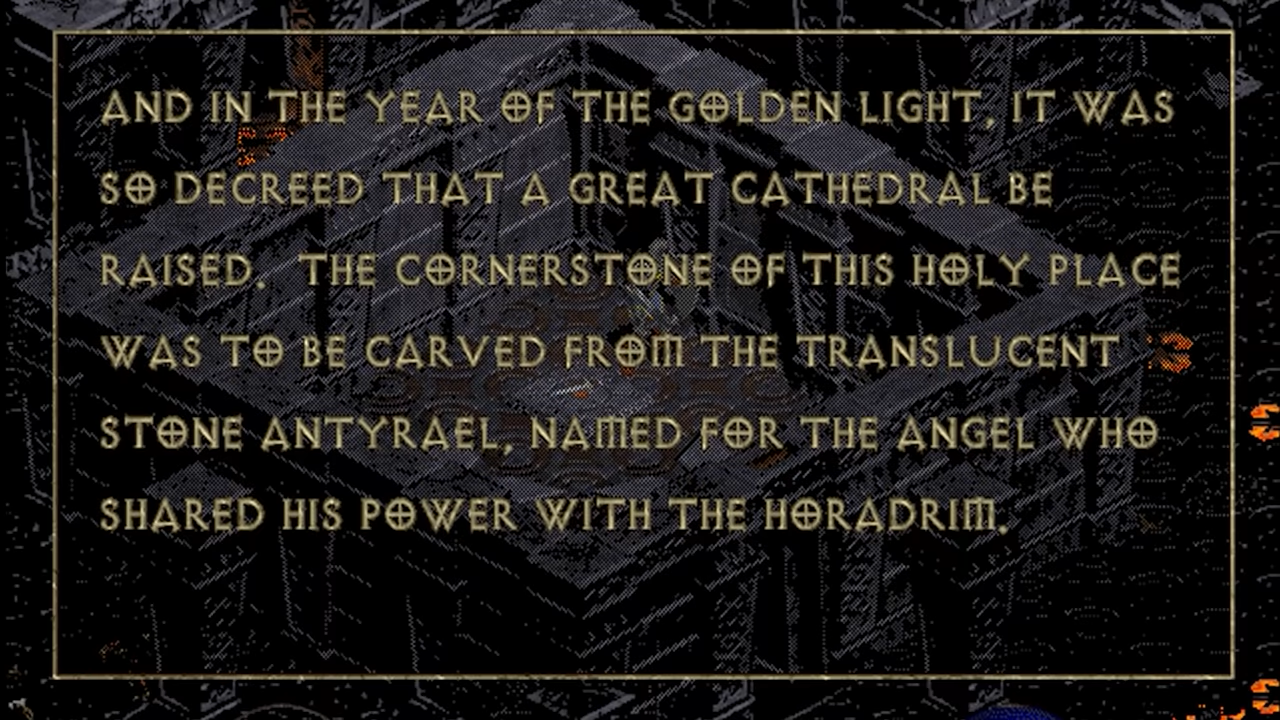 AND IN THE YEAR OF THE GOLDEN LIGHT, IT WAS
SO DECREED THAT A GREAT CATHEDRAL BE
RAISED. THE CORNERSTONE OF THIS HOLY PLACE
WAS TO BE CARVED FROM THE TRANSLUCENT
STONE ANTYRAEL, NAMED FOR THE ANGEL WHO
SHARED HIS POWER WITH THE HORADRIM.